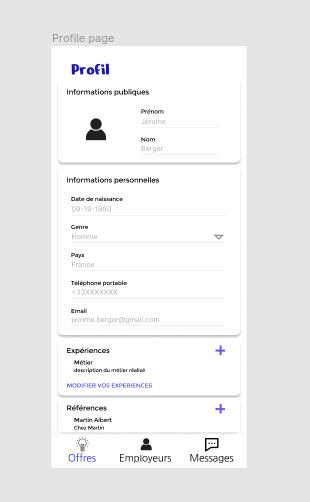 Profile page
Profil
Informations publiques
Prénom
Jérome
Nom
Berger
Informations personnelles
Date de naissance
09-19-1980
Genre
Homme
Pays
France
Téléphone portable
+33XXXXXXX
Email
jerome.berger@gmail.com
Expériences
Métier
description du métier réalisé
MODIFIER VOS EXPERIENCES
Références
Martin Albert
Chez Martin
Offres Employeurs Messages